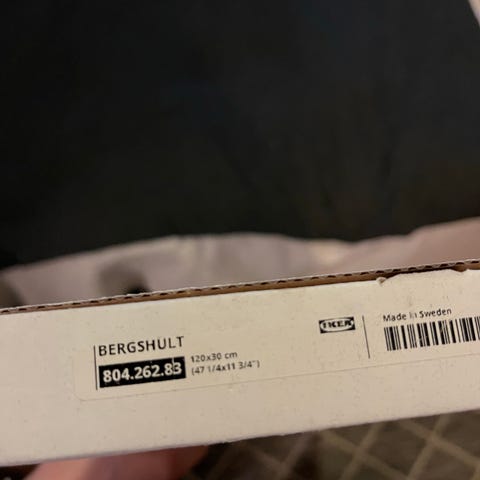 BERGSHULT
804.262.83
120x30 cm
(47 1/4x11 3/4")
IKEA
Made in Sweden